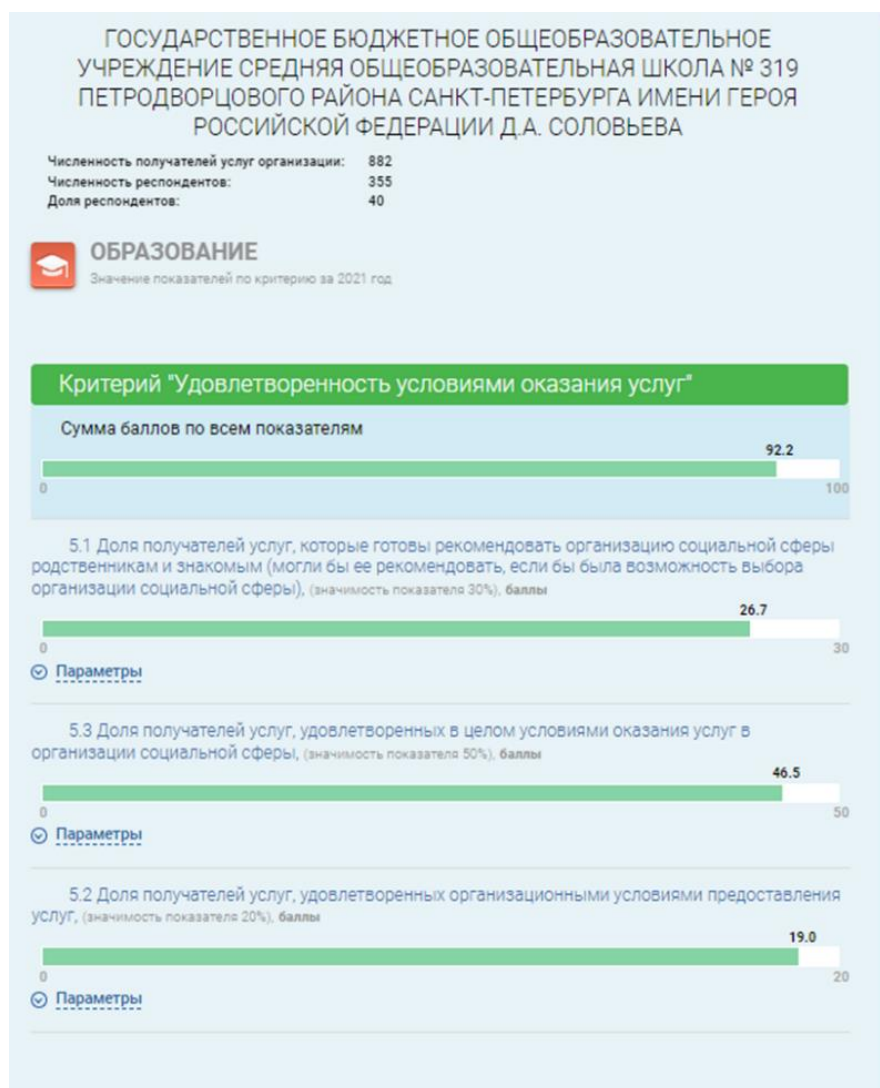 ГОСУДАРСТВЕННОЕ БЮДЖЕТНОЕ ОБЩЕОБРАЗОВАТЕЛЬНОЕ
УЧРЕЖДЕНИЕ СРЕДНЯЯ ОБЩЕОБРАЗОВАТЕЛЬНАЯ ШКОЛА № 319
ПЕТРОДВОРЦОВОГО РАЙОНА САНКТ-ПЕТЕРБУРГА ИМЕНИ ГЕРОЯ
РОССИЙСКОЙ ФЕДЕРАЦИИ Д.А. СОЛОВЬЕВА
Численность получателей услуг организации: 882
Численность респондентов: 355
Доля респондентов: 40
ОБРАЗОВАНИЕ
Значение показателей по критерию за 2021 год
Критерий "Удовлетворенность условиями оказания услуг"
Сумма баллов по всем показателям
92.2
0 100
5.1 Доля получателей услуг, которые готовы рекомендовать организацию социальной сферы
родственникам и знакомым (могли бы ее рекомендовать, если бы была возможность выбора
организации социальной сферы), (значимость показателя 30%), баллы
26.7
0 30
Параметры
5.3 Доля получателей услуг, удовлетворенных в целом условиями оказания услуг в
организации социальной сферы, (значимость показателя 50%), баллы
46.5
0 50
Параметры
5.2 Доля получателей услуг, удовлетворенных организационными условиями предоставления
услуг, (значимость показателя 20%), баллы
19.0
0 20
Параметры